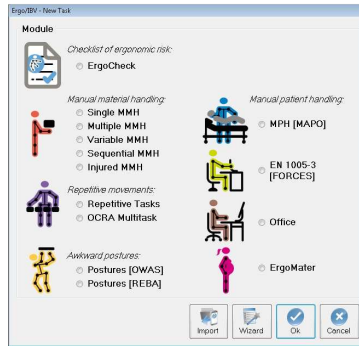 Ergo/IBV - New Task
Module
Checklist of ergonomic risk:
ErgoCheck
Manual material handling:
Single MMH
Multiple MMH
Variable MMH
Sequential MMH
Injured MMH
Repetitive movements:
Repetitive Tasks
OCRA Multitask
Awkward postures:
Postures [OWAS]
Postures [REBA]
Manual patient handling:
MPH [MAPO]
EN 1005-3
[FORCES]
Office
ErgoMater
Import
Wizard
Ok
Cancel